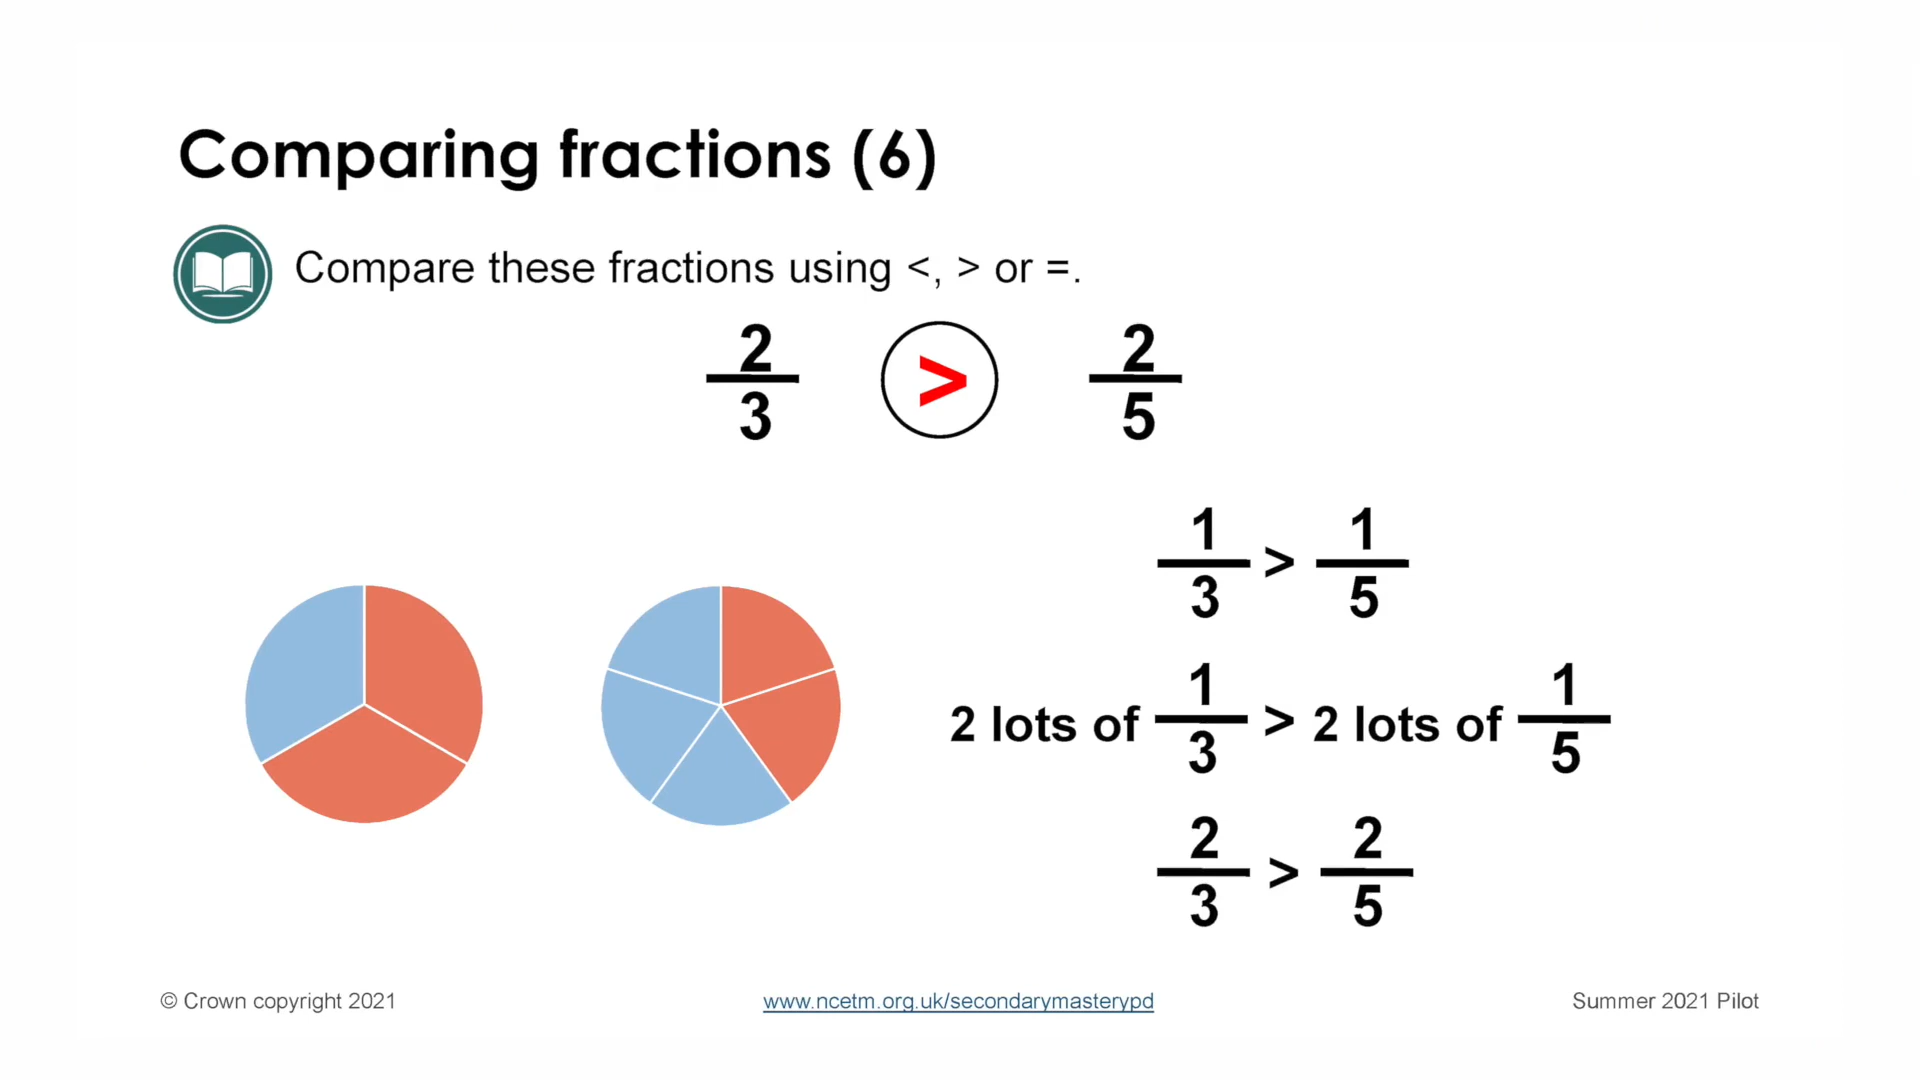 Comparing fractions (6)
Compare these fractions using <, > or =.
2/3 > 2/5
1/3 > 1/5
2 lots of 1/3 > 2 lots of 1/5
2/3 > 2/5
© Crown copyright 2021
www.ncetm.org.uk/secondarymasterypd
Summer 2021 Pilot